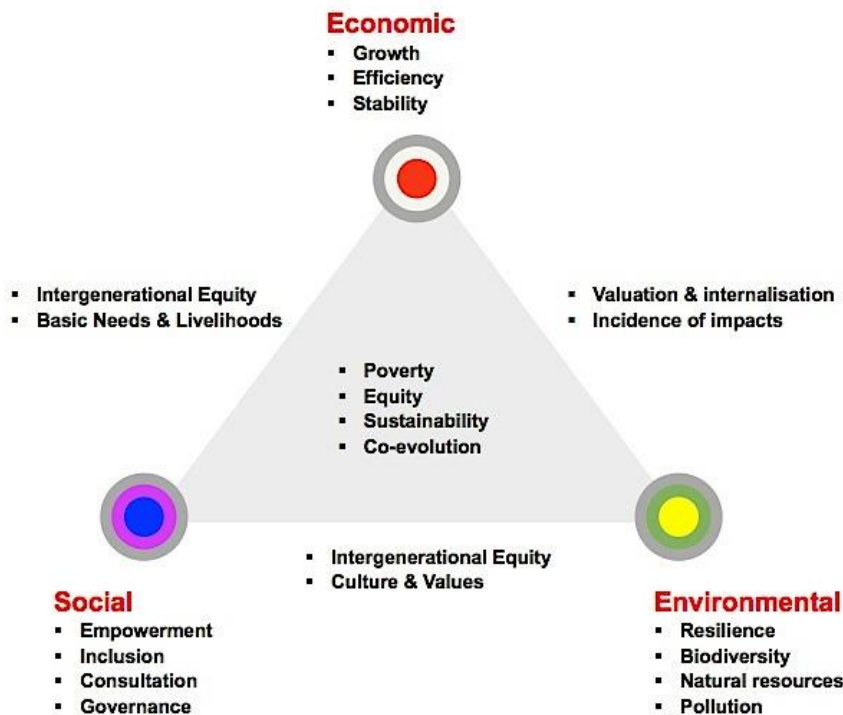 Economic
▪ Growth
▪ Efficiency
▪ Stability
▪ Intergenerational Equity
▪ Basic Needs & Livelihoods
▪ Valuation & internalisation
▪ Incidence of impacts
▪ Poverty
▪ Equity
▪ Sustainability
▪ Co-evolution
▪ Intergenerational Equity
▪ Culture & Values
Social
▪ Empowerment
▪ Inclusion
▪ Consultation
▪ Governance
Environmental
▪ Resilience
▪ Biodiversity
▪ Natural resources
▪ Pollution